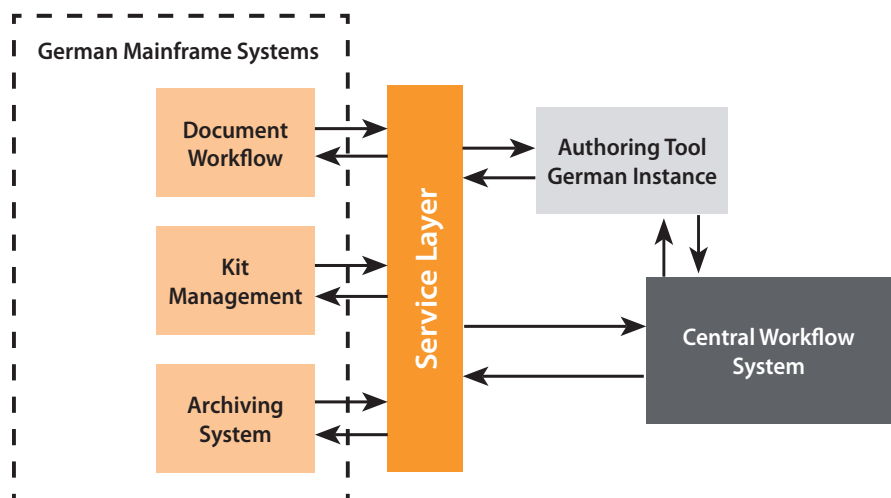 German Mainframe Systems
Document
Workflow
Kit
Management
Archiving
System
Service Layer
Authoring Tool
German Instance
Central Workflow
System